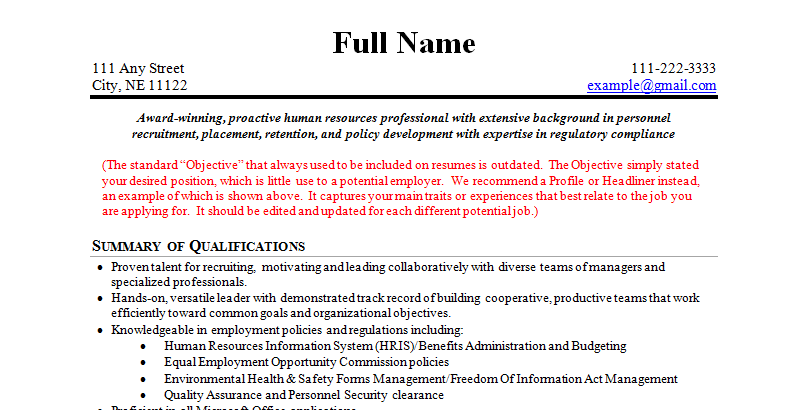 Full Name
111 Any Street 111-222-3333
City, NE 11122 example@gmail.com
Award-winning, proactive human resources professional with extensive background in personnel
recruitment, placement, retention, and policy development with expertise in regulatory compliance
(The standard “Objective” that always used to be included on resumes is outdated. The Objective simply stated
your desired position, which is little use to a potential employer. We recommend a Profile or Headliner instead,
an example of which is shown above. It captures your main traits or experiences that best relate to the job you
are applying for. It should be edited and updated for each different potential job.)
SUMMARY OF QUALIFICATIONS
• Proven talent for recruiting, motivating and leading collaboratively with diverse teams of managers and
specialized professionals.
• Hands-on, versatile leader with demonstrated track record of building cooperative, productive teams that work
efficiently toward common goals and organizational objectives.
• Knowledgeable in employment policies and regulations including:
• Human Resources Information System (HRIS)/Benefits Administration and Budgeting
• Equal Employment Opportunity Commission policies
• Environmental Health & Safety Forms Management/Freedom Of Information Act Management
• Quality Assurance and Personnel Security clearance
• Proficient in all Microsoft Office applications